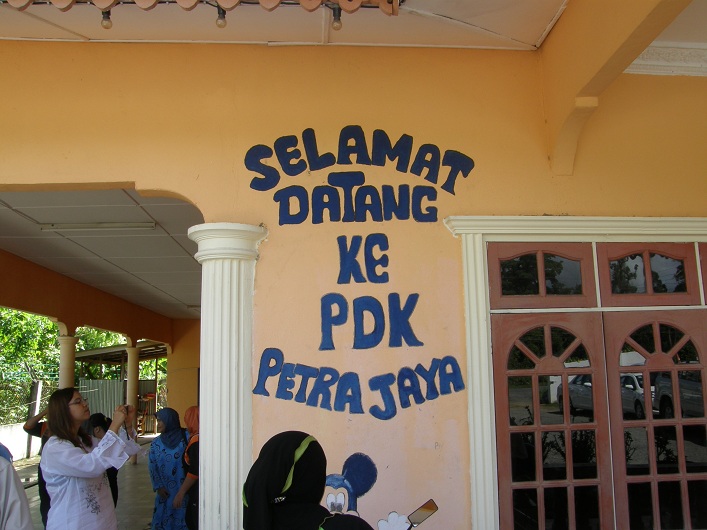 SELAMAT
DATANG
KE
PDK
PETRA JAYA